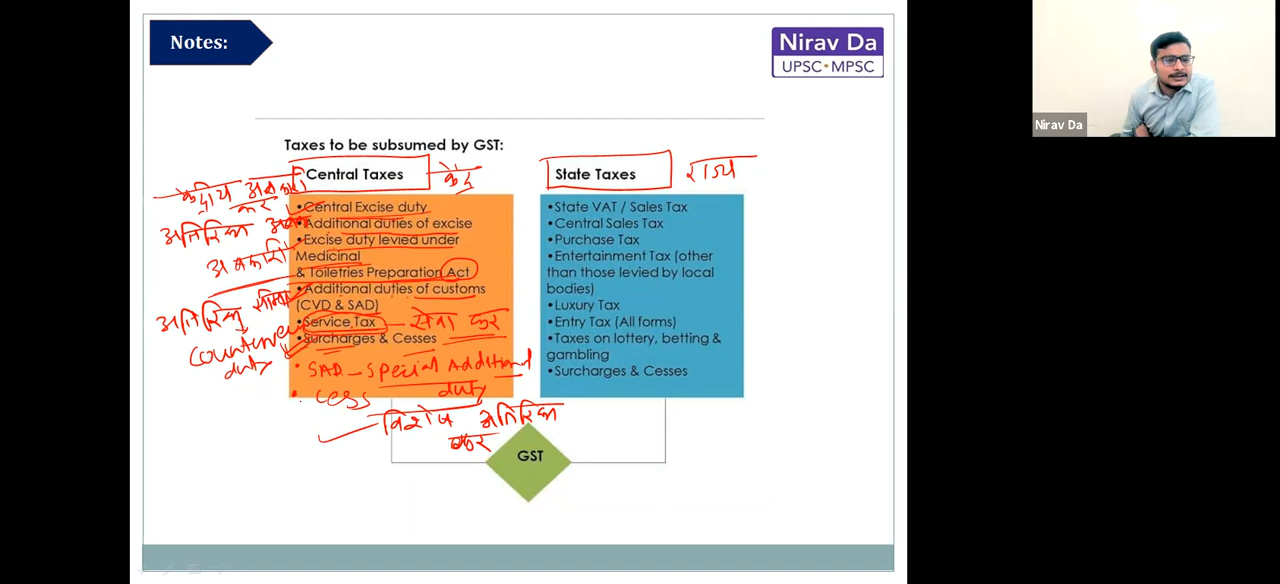 Notes:
Nirav Da
UPSC•MPSC
Nirav Da
Taxes to be subsumed by GST:
Central Taxes
केंद्र
State Taxes
राज्य
केंद्रीय अबकारी
कर
•Central Excise duty
अतिरिक्त
•Additional duties of excise
अबकारी
•Excise duty levied under
Medicinal
& Toiletries Preparation Act
अतिरिक्त सीमा
•Additional duties of customs
(CVD & SAD)
•Service Tax – सेवा कर
duty
•Surcharges & Cesses
• SAD – Special Additional
duty
• Cess
विशेष अतिरिक्त
कर
•State VAT / Sales Tax
•Central Sales Tax
•Purchase Tax
•Entertainment Tax (other
than those levied by local
bodies)
•Luxury Tax
•Entry Tax (All forms)
•Taxes on lottery, betting &
gambling
•Surcharges & Cesses
GST